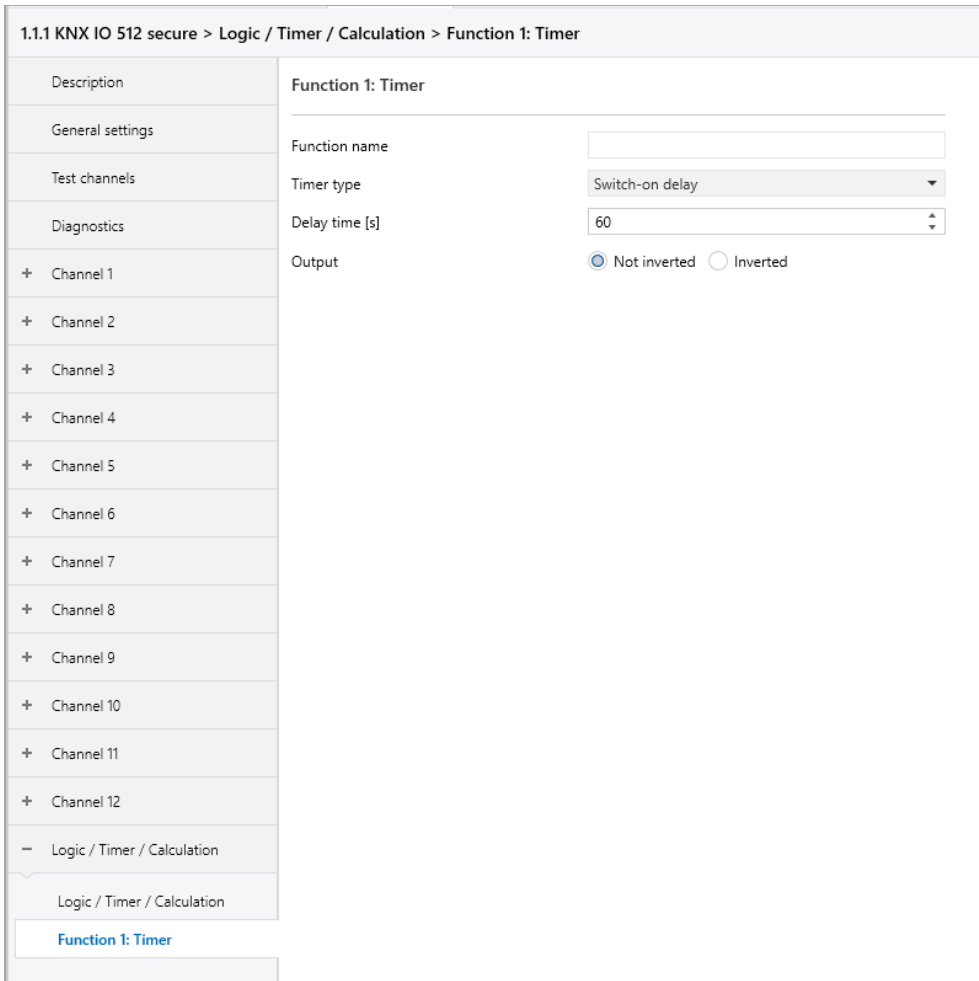 1.1.1 KNX IO 512 secure > Logic / Timer / Calculation > Function 1: Timer
Description
General settings
Test channels
Diagnostics
+ Channel 1
+ Channel 2
+ Channel 3
+ Channel 4
+ Channel 5
+ Channel 6
+ Channel 7
+ Channel 8
+ Channel 9
+ Channel 10
+ Channel 11
+ Channel 12
− Logic / Timer / Calculation
Logic / Timer / Calculation
Function 1: Timer
Function 1: Timer
Function name
Timer type Switch-on delay
Delay time [s] 60
Output Not inverted Inverted